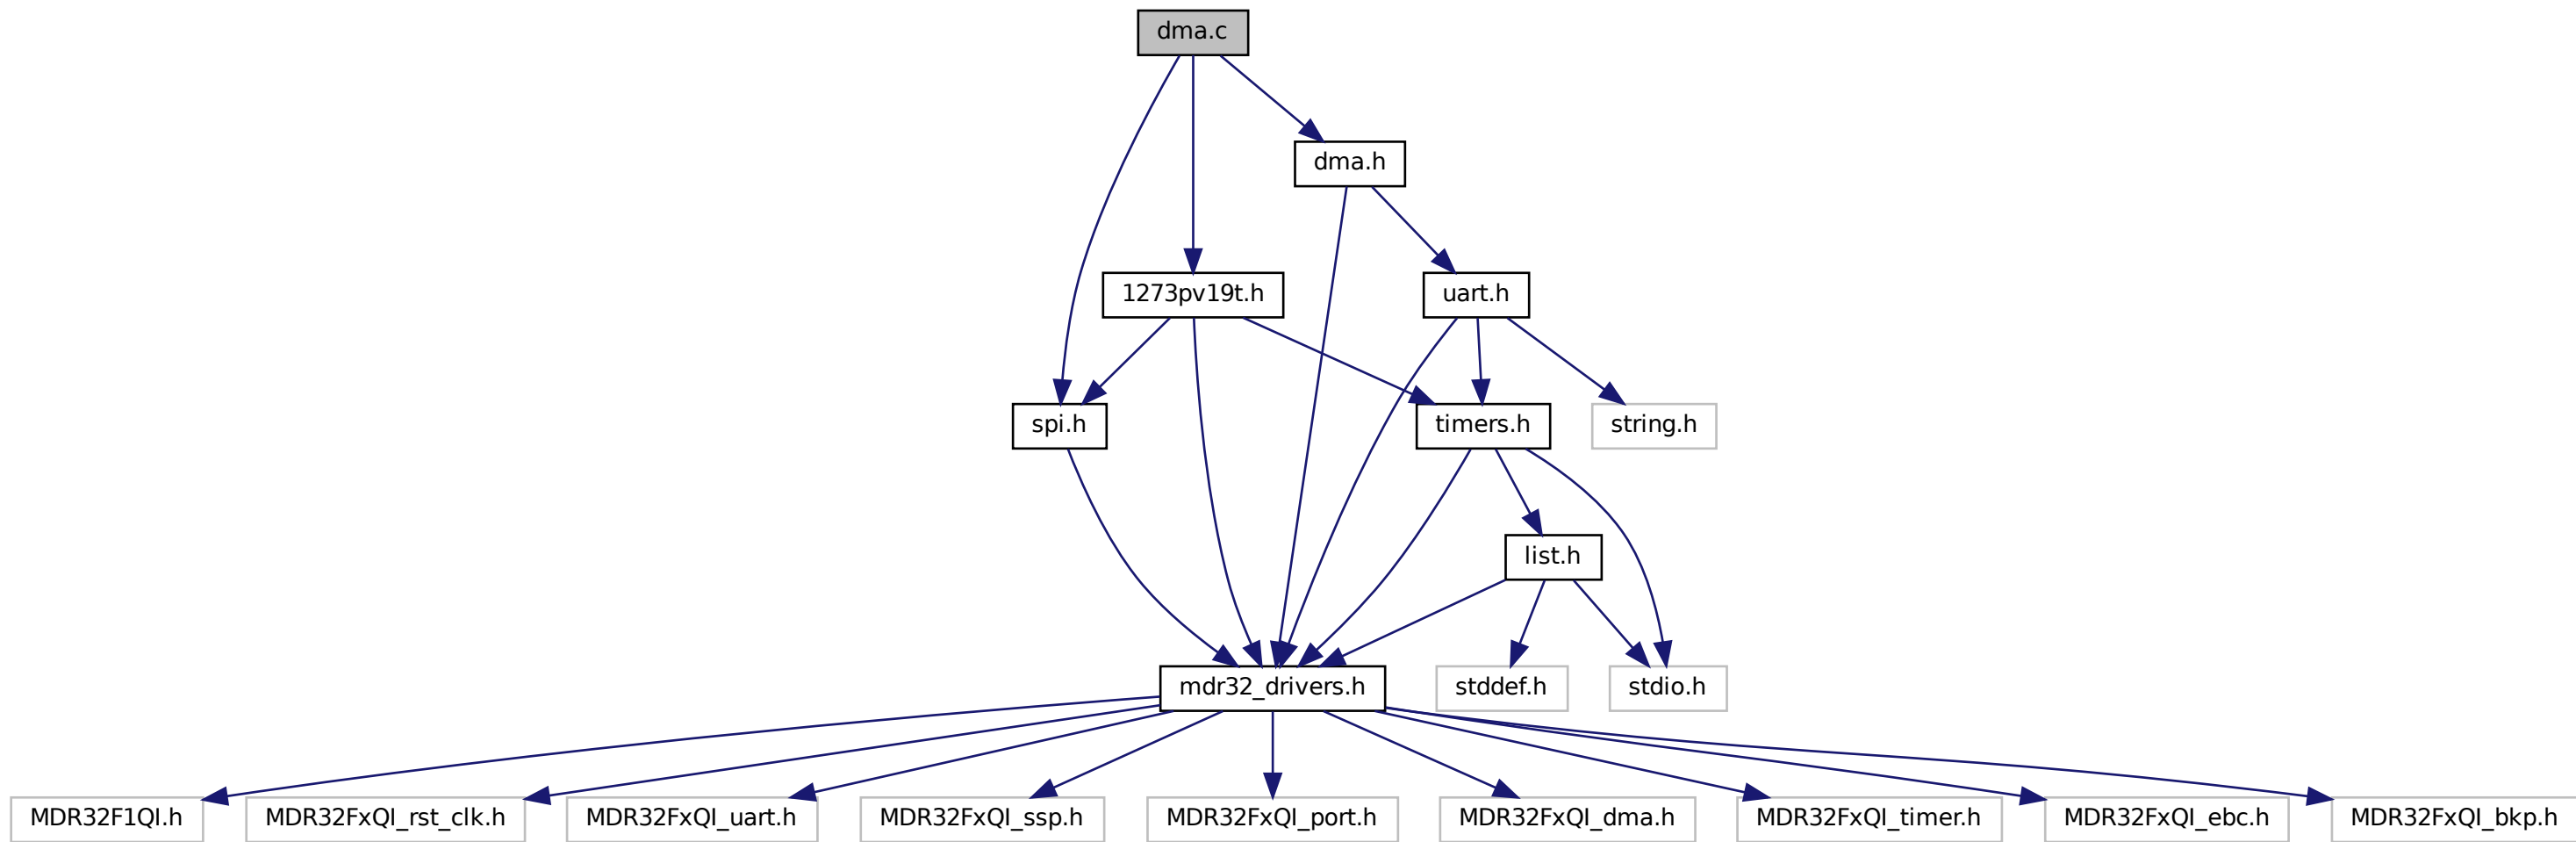 dma.c
dma.h
1273pv19t.h
uart.h
spi.h
timers.h
string.h
list.h
mdr32_drivers.h
stddef.h
stdio.h
MDR32F1QI.h
MDR32FxQI_rst_clk.h
MDR32FxQI_uart.h
MDR32FxQI_ssp.h
MDR32FxQI_port.h
MDR32FxQI_dma.h
MDR32FxQI_timer.h
MDR32FxQI_ebc.h
MDR32FxQI_bkp.h